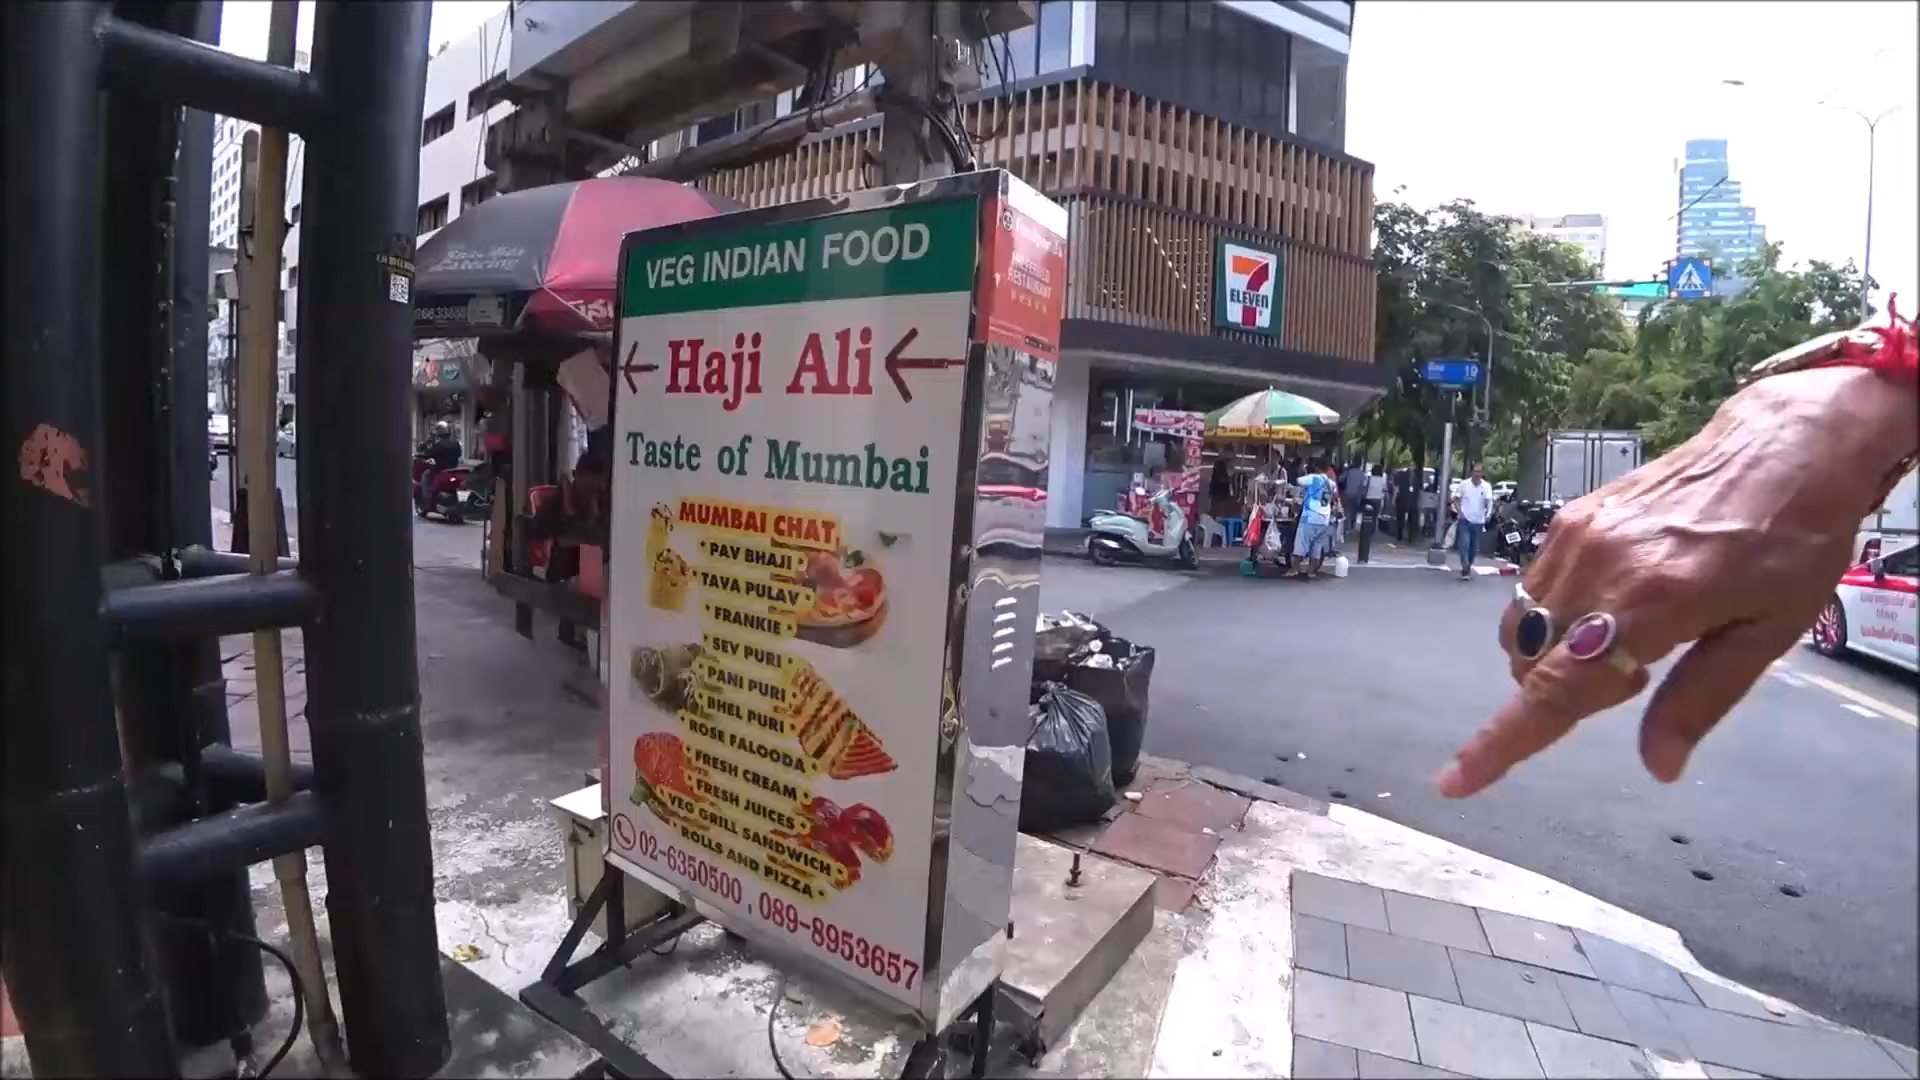 VEG INDIAN FOOD
Haji Ali
Taste of Mumbai
MUMBAI CHAT
• PAV BHAJI •
• TAVA PULAV •
• FRANKIE •
• SEV PURI •
• PANI PURI •
• BHEL PURI •
• ROSE FALOODA •
• FRESH CREAM •
• FRESH JUICES •
• VEG GRILL SANDWICH •
• ROLLS AND PIZZA •
02-6350500 , 089-8953657
RESTAURANT
7
ELEVEN
19